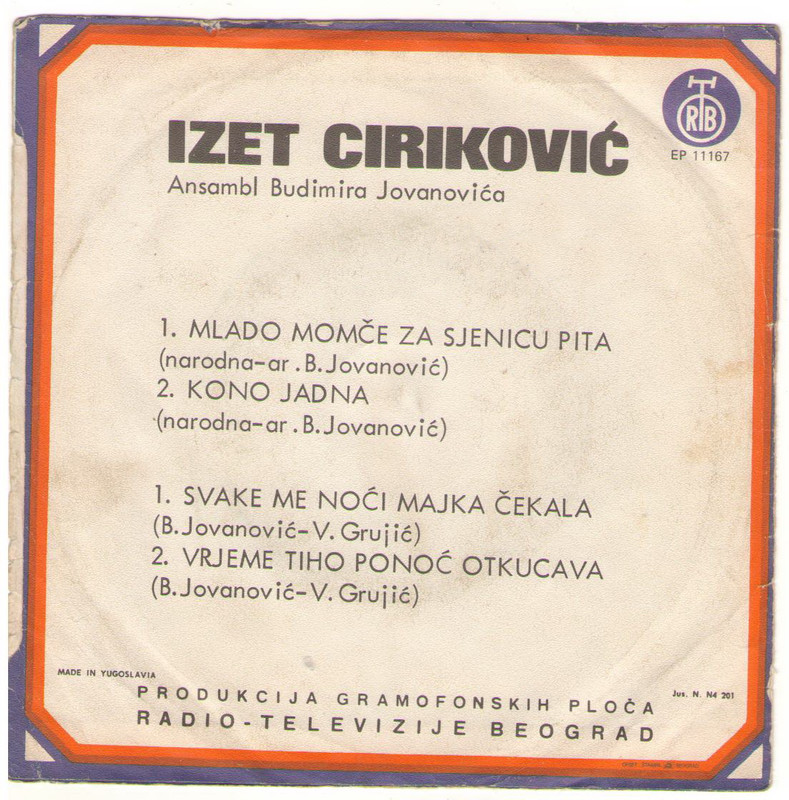 RTB
EP 11167
IZET CIRIKOVIĆ
Ansambl Budimira Jovanovića
1. MLADO MOMČE ZA SJENICU PITA
(narodna-ar.B.Jovanović)
2. KONO JADNA
(narodna-ar.B.Jovanović)
1. SVAKE ME NOĆI MAJKA ČEKALA
(B.Jovanović-V. Grujić)
2. VRJEME TIHO PONOĆ OTKUCAVA
(B.Jovanović-V. Grujić)
MADE IN YUGOSLAVIA
PRODUKCIJA GRAMOFONSKIH PLOČA
Jus. N. N4 201
RADIO-TELEVIZIJE BEOGRAD